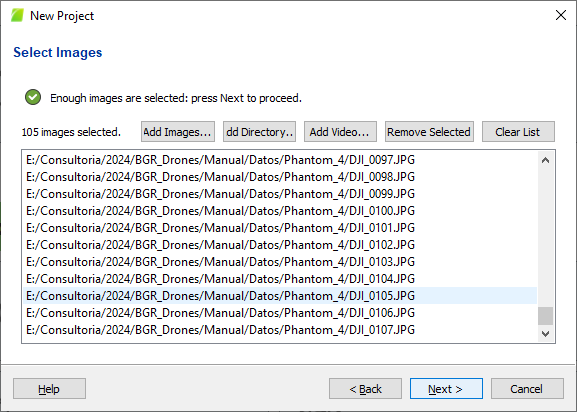 New Project
Select Images
Enough images are selected: press Next to proceed.
105 images selected.
Add Images...
dd Directory..
Add Video...
Remove Selected
Clear List
E:/Consultoria/2024/BGR_Drones/Manual/Datos/Phantom_4/DJI_0097.JPG
E:/Consultoria/2024/BGR_Drones/Manual/Datos/Phantom_4/DJI_0098.JPG
E:/Consultoria/2024/BGR_Drones/Manual/Datos/Phantom_4/DJI_0099.JPG
E:/Consultoria/2024/BGR_Drones/Manual/Datos/Phantom_4/DJI_0100.JPG
E:/Consultoria/2024/BGR_Drones/Manual/Datos/Phantom_4/DJI_0101.JPG
E:/Consultoria/2024/BGR_Drones/Manual/Datos/Phantom_4/DJI_0102.JPG
E:/Consultoria/2024/BGR_Drones/Manual/Datos/Phantom_4/DJI_0103.JPG
E:/Consultoria/2024/BGR_Drones/Manual/Datos/Phantom_4/DJI_0104.JPG
E:/Consultoria/2024/BGR_Drones/Manual/Datos/Phantom_4/DJI_0105.JPG
E:/Consultoria/2024/BGR_Drones/Manual/Datos/Phantom_4/DJI_0106.JPG
E:/Consultoria/2024/BGR_Drones/Manual/Datos/Phantom_4/DJI_0107.JPG
Help
< Back
Next >
Cancel